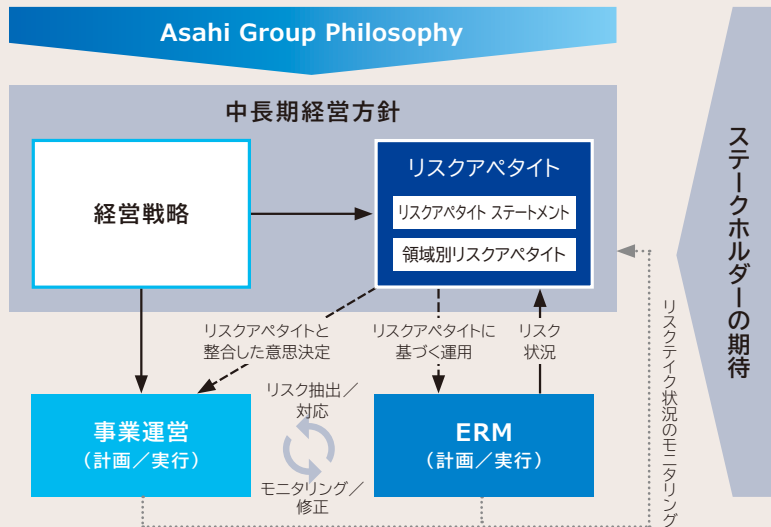 Asahi Group Philosophy
中長期経営方針
経営戦略
リスクアペタイト
リスクアペタイト ステートメント
領域別リスクアペタイト
リスクアペタイトと
整合した意思決定
リスクアペタイトに
基づく運用
リスク
状況
リスク抽出／
対応
事業運営
（計画／実行）
ERM
（計画／実行）
モニタリング／
修正
リスクテイク状況のモニタリング
ステークホルダーの期待